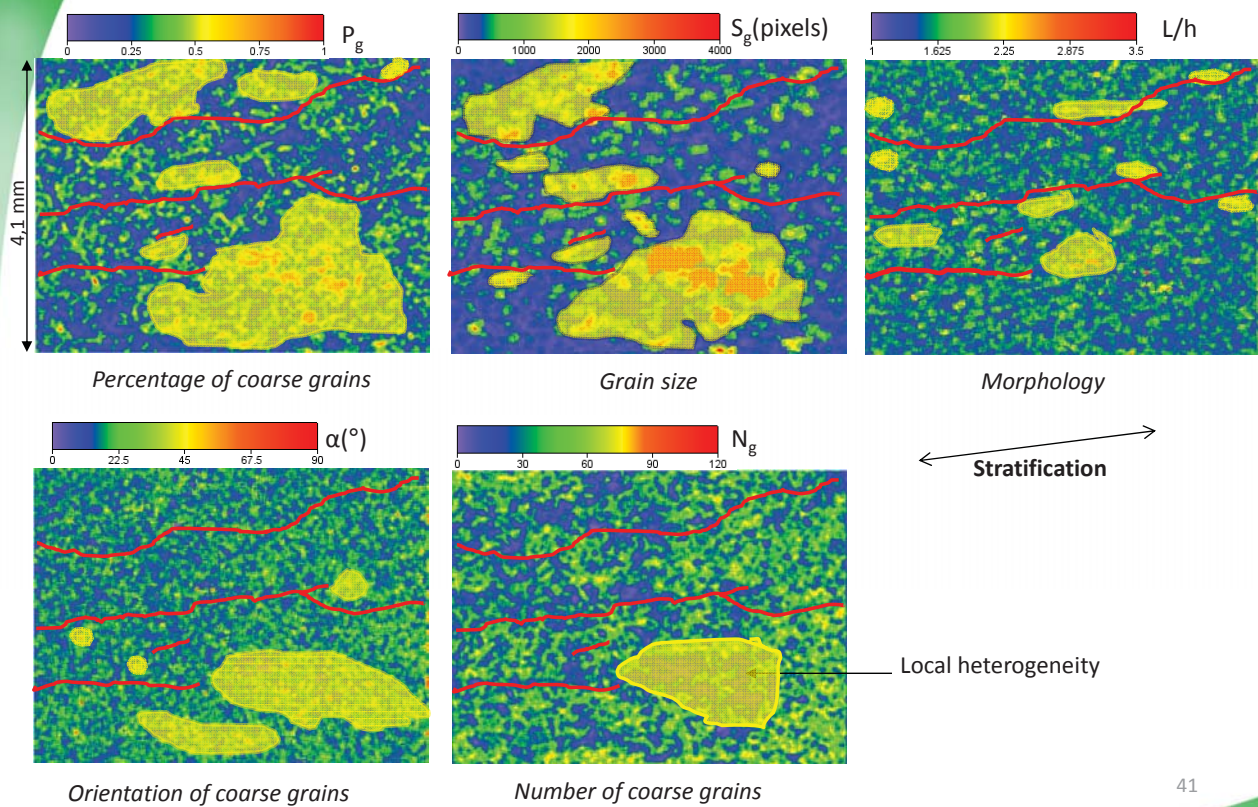 P_g
0 0.25 0.5 0.75 1
S_g(pixels)
0 1000 2000 3000 4000
L/h
1 1.625 2.25 2.875 3.5
4,1 mm
Percentage of coarse grains
Grain size
Morphology
α(°)
0 22.5 45 67.5 90
N_g
0 30 60 90 120
Stratification
Local heterogeneity
Orientation of coarse grains
Number of coarse grains
41